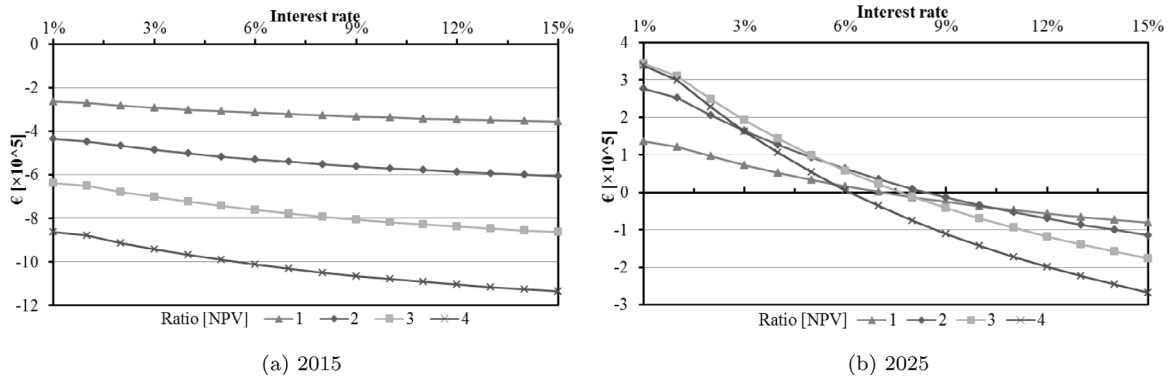 Interest rate
1% 3% 6% 9% 12% 15%
0
-2
-4
-6
-8
-10
-12
€ [×10^5]
Ratio [NPV] 1 2 3 4
(a) 2015
Interest rate
1% 3% 6% 9% 12% 15%
4
3
2
1
0
-1
-2
-3
€ [×10^5]
Ratio [NPV] 1 2 3 4
(b) 2025